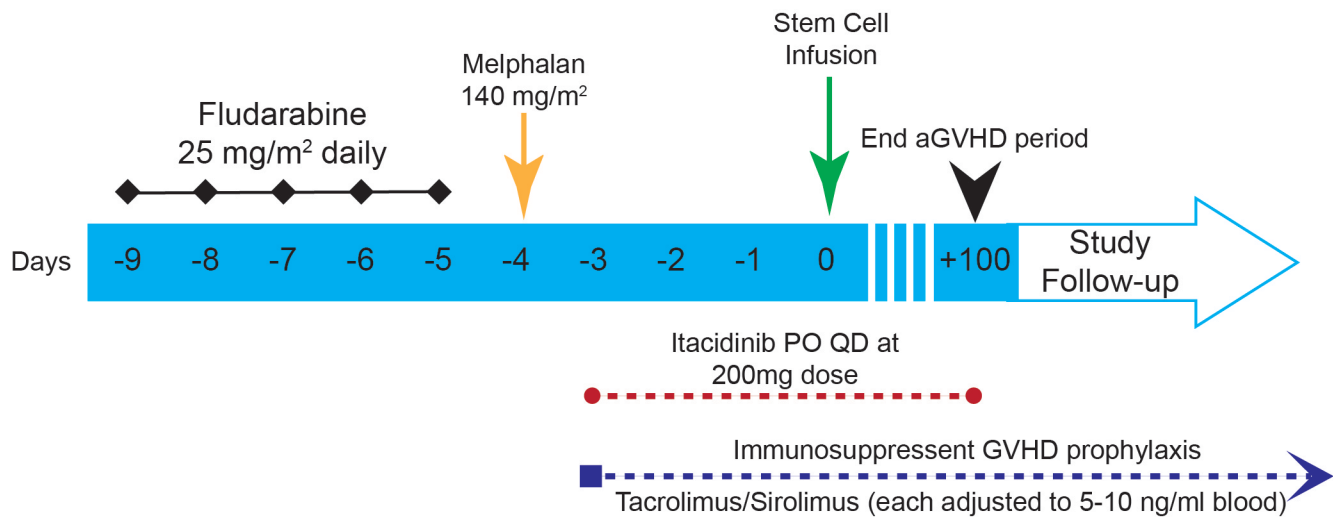 Stem Cell
Infusion
Melphalan
140 mg/m²
Fludarabine
25 mg/m² daily
End aGVHD period
Days -9 -8 -7 -6 -5 -4 -3 -2 -1 0 +100
Study
Follow-up
Itacidinib PO QD at
200mg dose
Immunosuppressent GVHD prophylaxis
Tacrolimus/Sirolimus (each adjusted to 5-10 ng/ml blood)